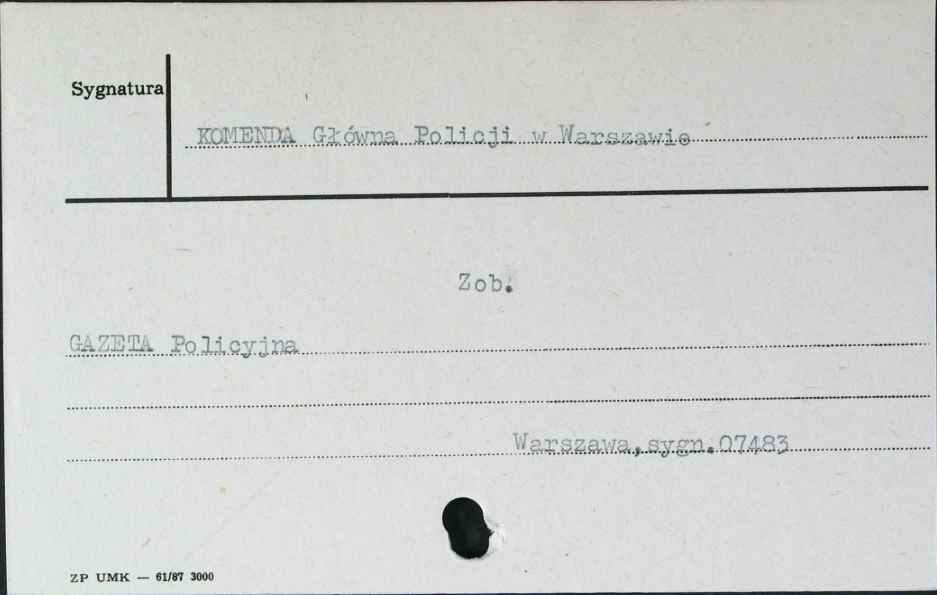 Sygnatura
KOMENDA Główna Policji w Warszawie
Zob.
GAZETA Policyjna
Warszawa, sygn. 07483
ZP UMK — 61/87 3000